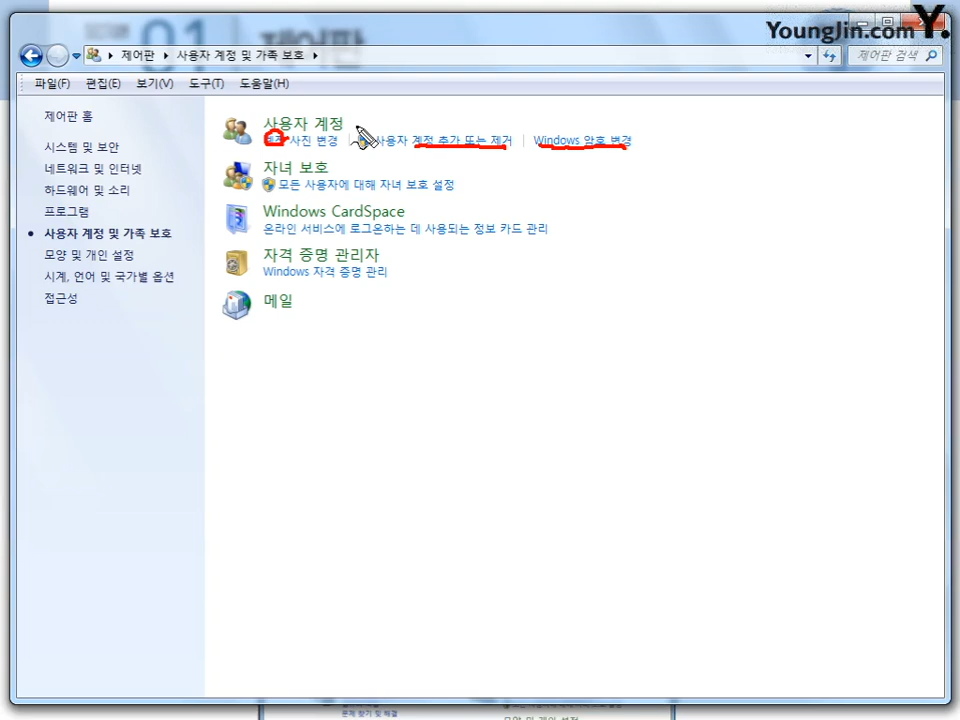 YoungJin.com Y.
제어판 ▸ 사용자 계정 및 가족 보호 ▸
제어판 검색
파일(F) 편집(E) 보기(V) 도구(T) 도움말(H)
제어판 홈
시스템 및 보안
네트워크 및 인터넷
하드웨어 및 소리
프로그램
사용자 계정 및 가족 보호
모양 및 개인 설정
시계, 언어 및 국가별 옵션
접근성
사용자 계정
사진 변경 | 사용자 계정 추가 또는 제거 | Windows 암호 변경
자녀 보호
모든 사용자에 대해 자녀 보호 설정
Windows CardSpace
온라인 서비스에 로그온하는 데 사용되는 정보 카드 관리
자격 증명 관리자
Windows 자격 증명 관리
메일
문제 찾기 및 해결